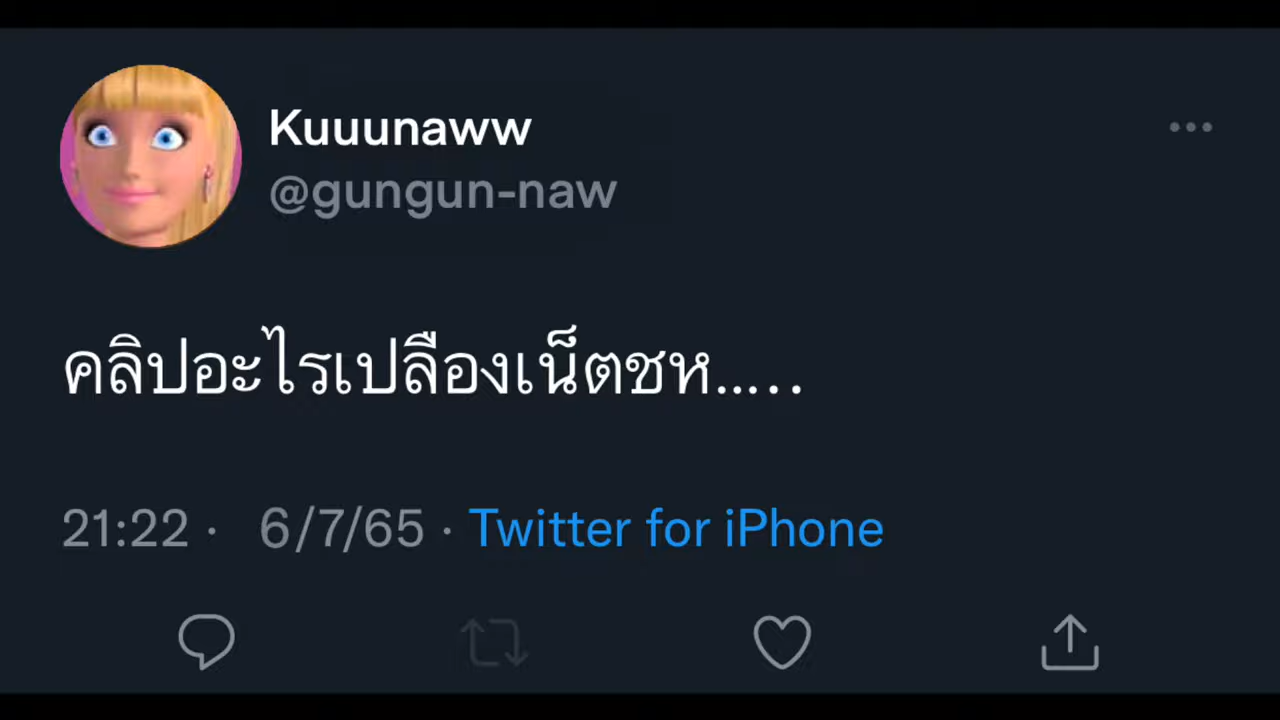 Kuuunaww
@gungun-naw
คลิปอะไรเปลืองเน็ตชห.....
21:22 · 6/7/65 · Twitter for iPhone